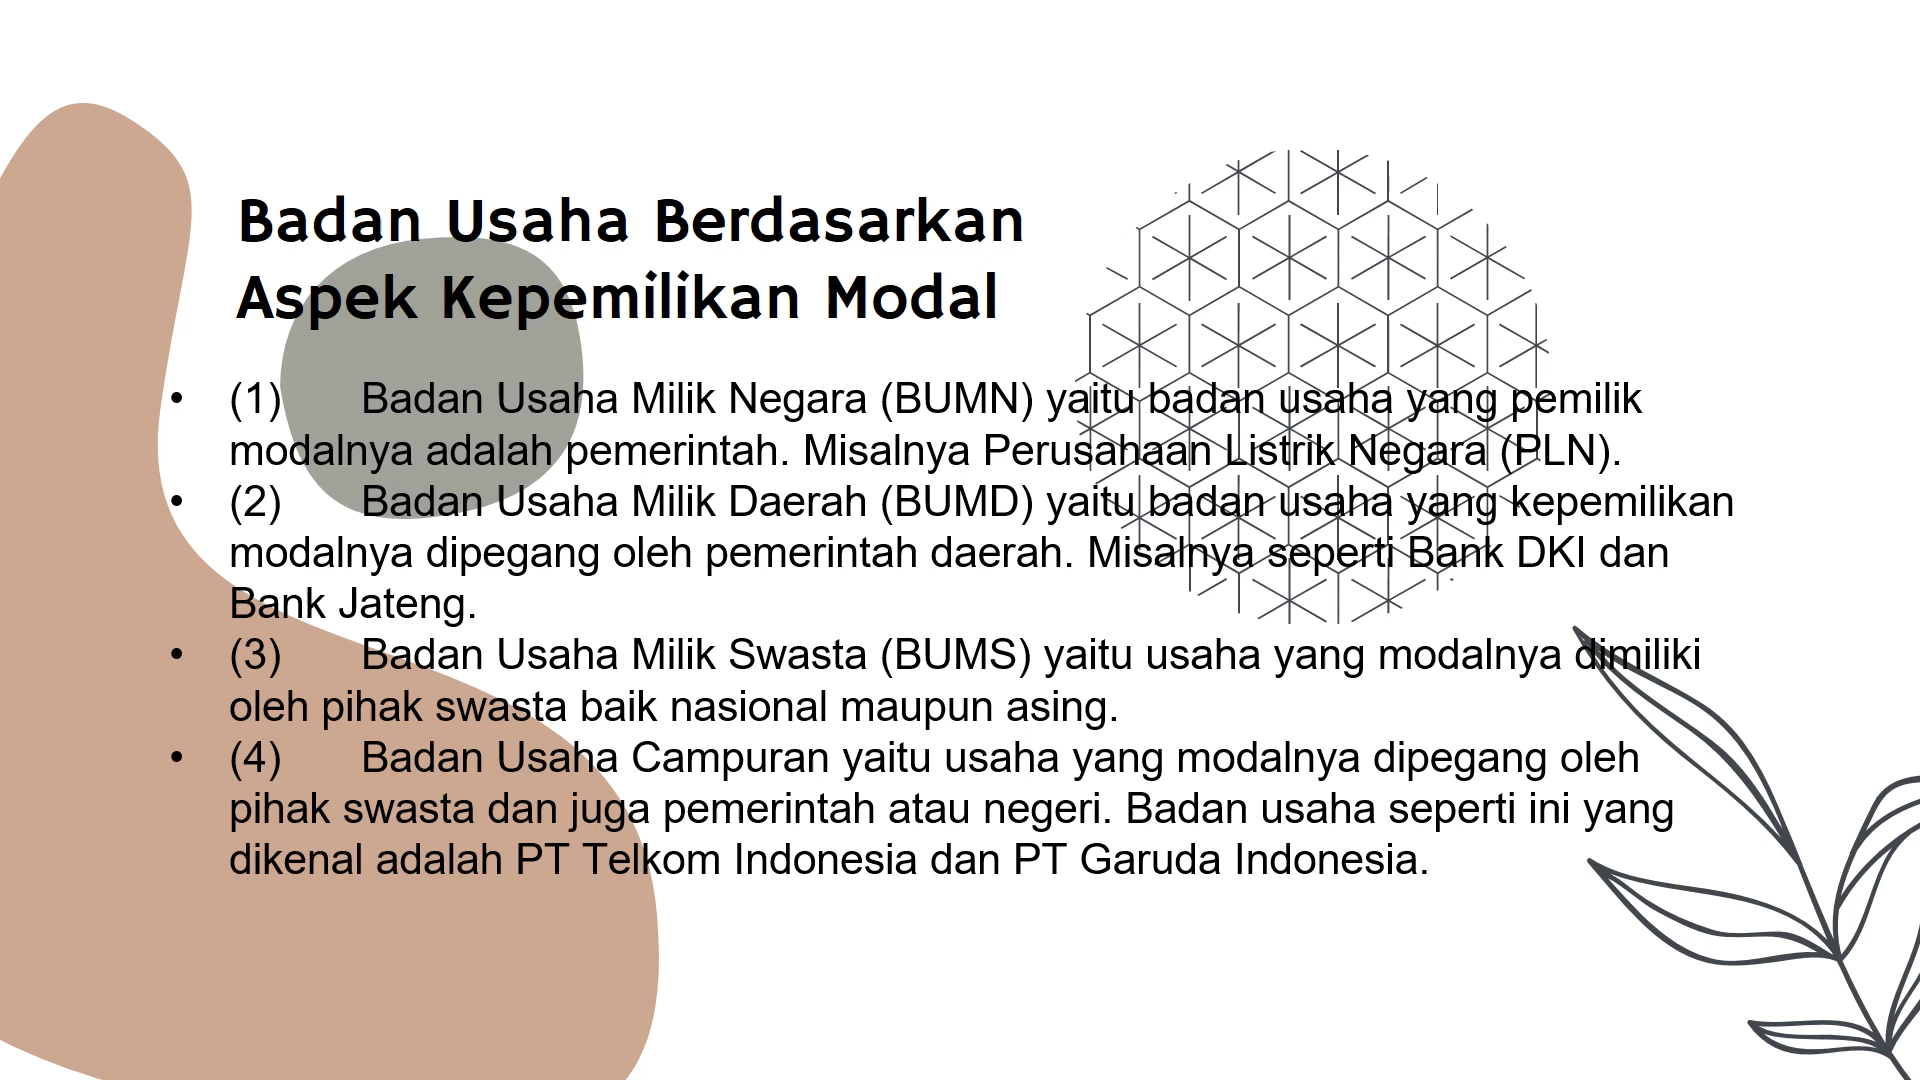 Badan Usaha Berdasarkan
Aspek Kepemilikan Modal
• (1) Badan Usaha Milik Negara (BUMN) yaitu badan usaha yang pemilik
modalnya adalah pemerintah. Misalnya Perusahaan Listrik Negara (PLN).
• (2) Badan Usaha Milik Daerah (BUMD) yaitu badan usaha yang kepemilikan
modalnya dipegang oleh pemerintah daerah. Misalnya seperti Bank DKI dan
Bank Jateng.
• (3) Badan Usaha Milik Swasta (BUMS) yaitu usaha yang modalnya dimiliki
oleh pihak swasta baik nasional maupun asing.
• (4) Badan Usaha Campuran yaitu usaha yang modalnya dipegang oleh
pihak swasta dan juga pemerintah atau negeri. Badan usaha seperti ini yang
dikenal adalah PT Telkom Indonesia dan PT Garuda Indonesia.